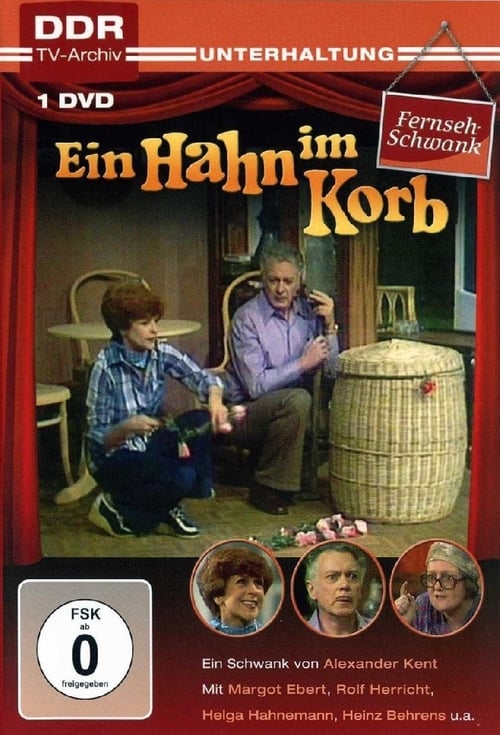 DDR
TV-Archiv
UNTERHALTUNG
1 DVD
Fernseh-
Schwank
Ein Hahn im
Korb
FSK
ab
0
freigegeben
Ein Schwank von Alexander Kent
Mit Margot Ebert, Rolf Herricht,
Helga Hahnemann, Heinz Behrens u.a.